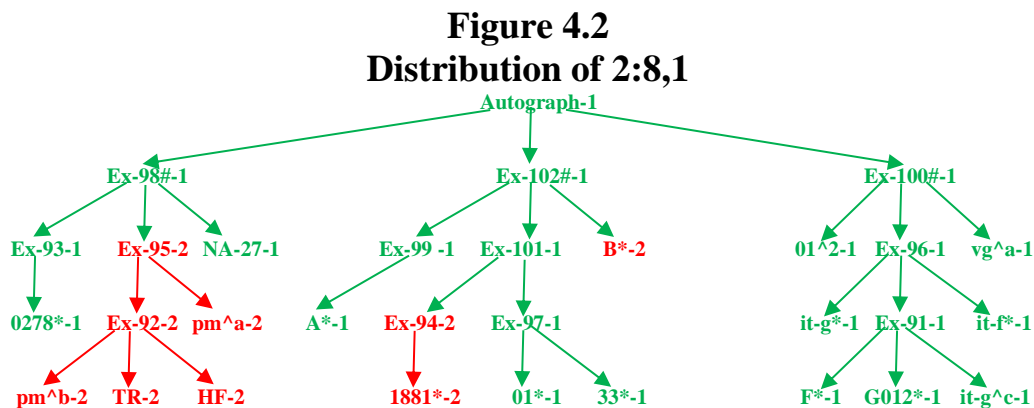 Figure 4.2
Distribution of 2:8,1
Autograph-1
Ex-98#-1 Ex-102#-1 Ex-100#-1
Ex-93-1 Ex-95-2 NA-27-1 Ex-99 -1 Ex-101-1 B*-2 01^2-1 Ex-96-1 vg^a-1
0278*-1 Ex-92-2 pm^a-2 A*-1 Ex-94-2 Ex-97-1 it-g*-1 Ex-91-1 it-f*-1
pm^b-2 TR-2 HF-2 1881*-2 01*-1 33*-1 F*-1 G012*-1 it-g^c-1